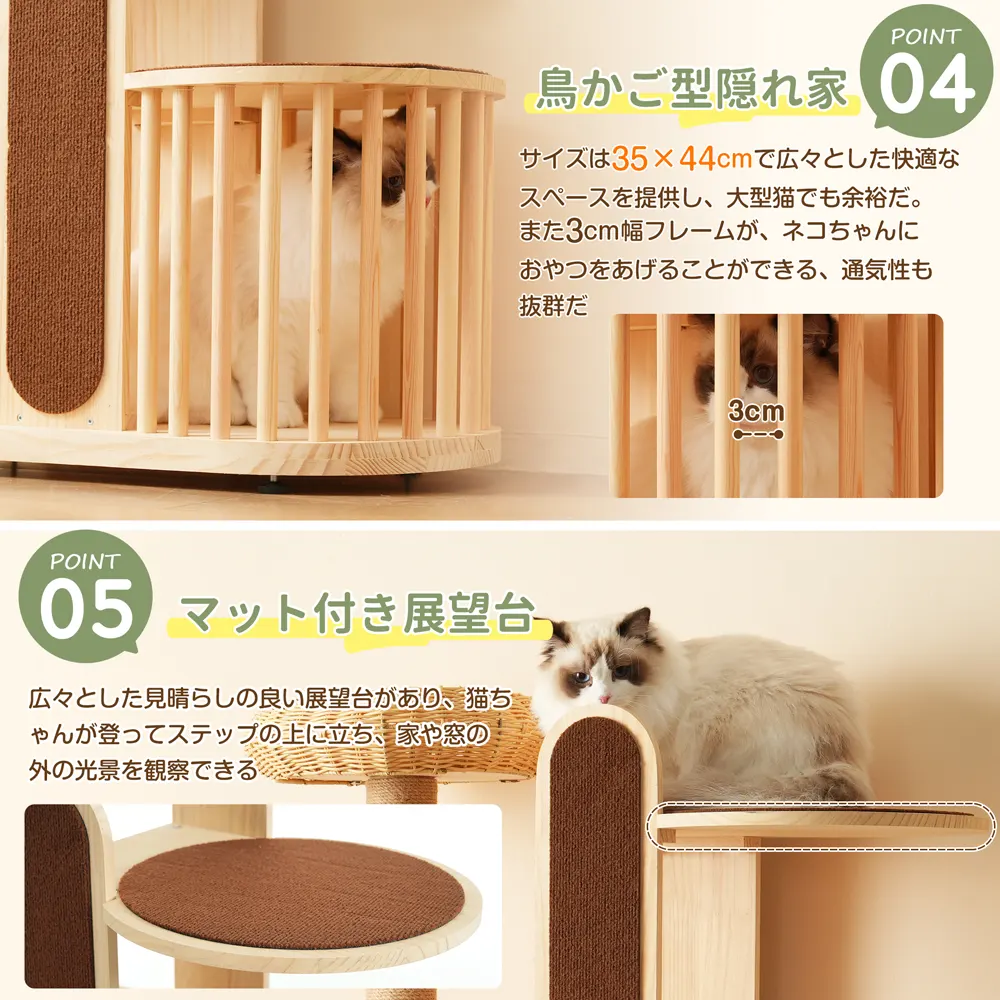 POINT
04
鳥かご型隠れ家
サイズは35×44cmで広々とした快適な
スペースを提供し、大型猫でも余裕だ。
また3cm幅フレームが、ネコちゃんに
おやつをあげることができる、通気性も
抜群だ
3cm
POINT
05
マット付き展望台
広々とした見晴らしの良い展望台があり、猫ち
ゃんが登ってステップの上に立ち、家や窓の
外の光景を観察できる